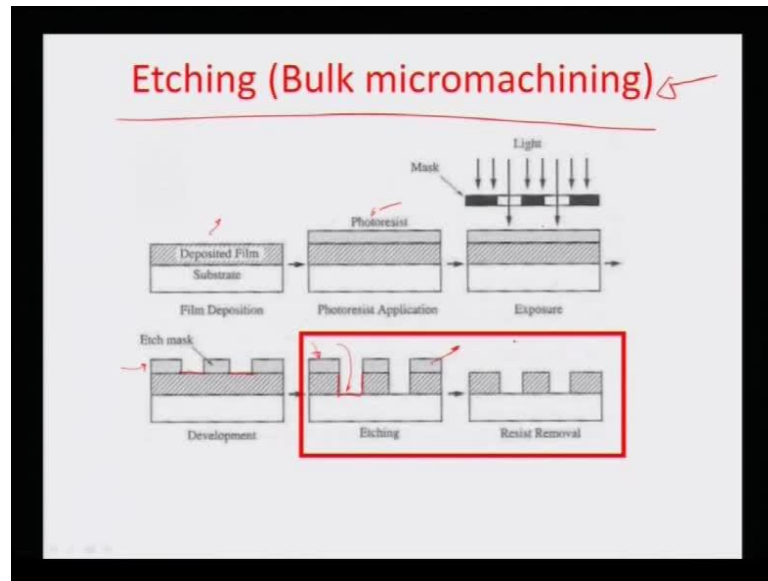 Etching (Bulk micromachining)
Light
Mask
Photoresist
Deposited Film
Substrate
Film Deposition
Photoresist Application
Exposure
Etch mask
Development
Etching
Resist Removal